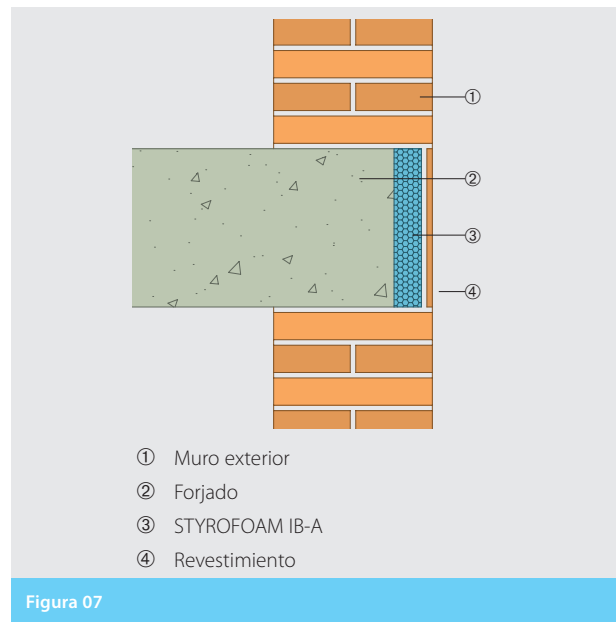 ①
②
③
④
① Muro exterior
② Forjado
③ STYROFOAM IB-A
④ Revestimiento
Figura 07